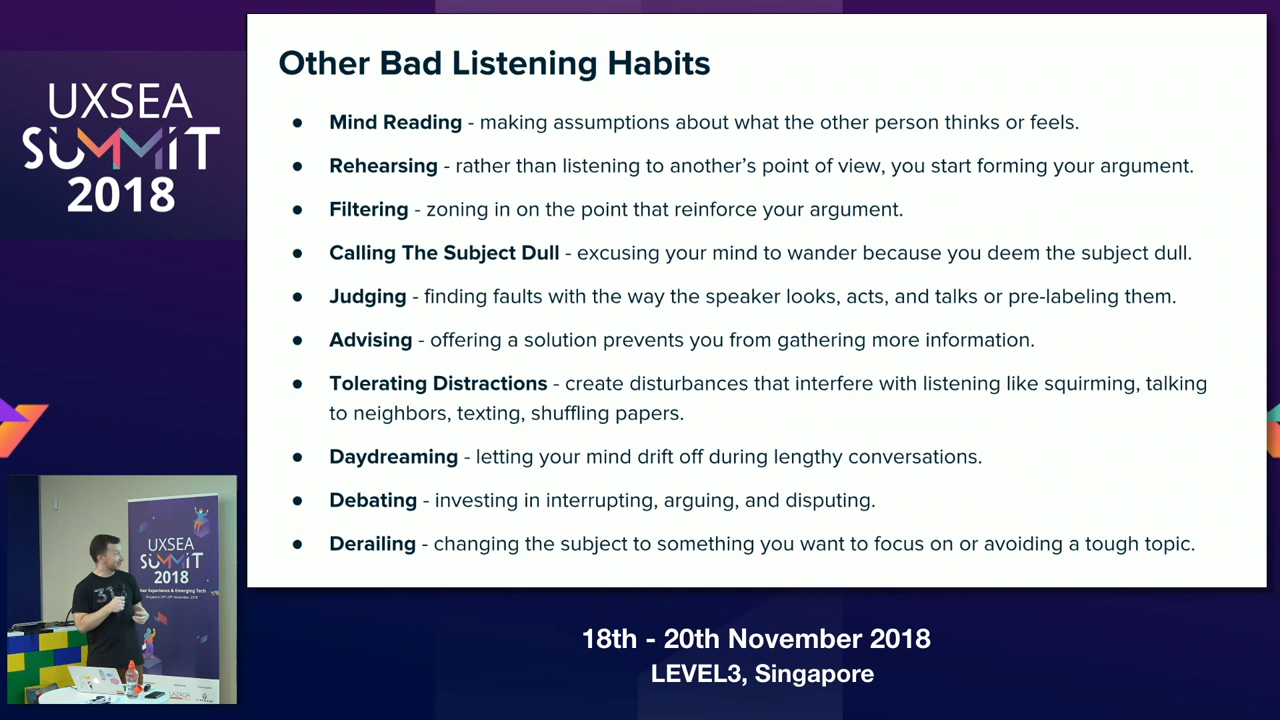 UXSEA
SUMMIT
2018
Other Bad Listening Habits
● Mind Reading - making assumptions about what the other person thinks or feels.
● Rehearsing - rather than listening to another’s point of view, you start forming your argument.
● Filtering - zoning in on the point that reinforce your argument.
● Calling The Subject Dull - excusing your mind to wander because you deem the subject dull.
● Judging - finding faults with the way the speaker looks, acts, and talks or pre-labeling them.
● Advising - offering a solution prevents you from gathering more information.
● Tolerating Distractions - create disturbances that interfere with listening like squirming, talking
to neighbors, texting, shuffling papers.
● Daydreaming - letting your mind drift off during lengthy conversations.
● Debating - investing in interrupting, arguing, and disputing.
● Derailing - changing the subject to something you want to focus on or avoiding a tough topic.
UXSEA
SUMMIT
2018
User Experience & Emerging Tech
LAZADA
18th - 20th November 2018
LEVEL3, Singapore